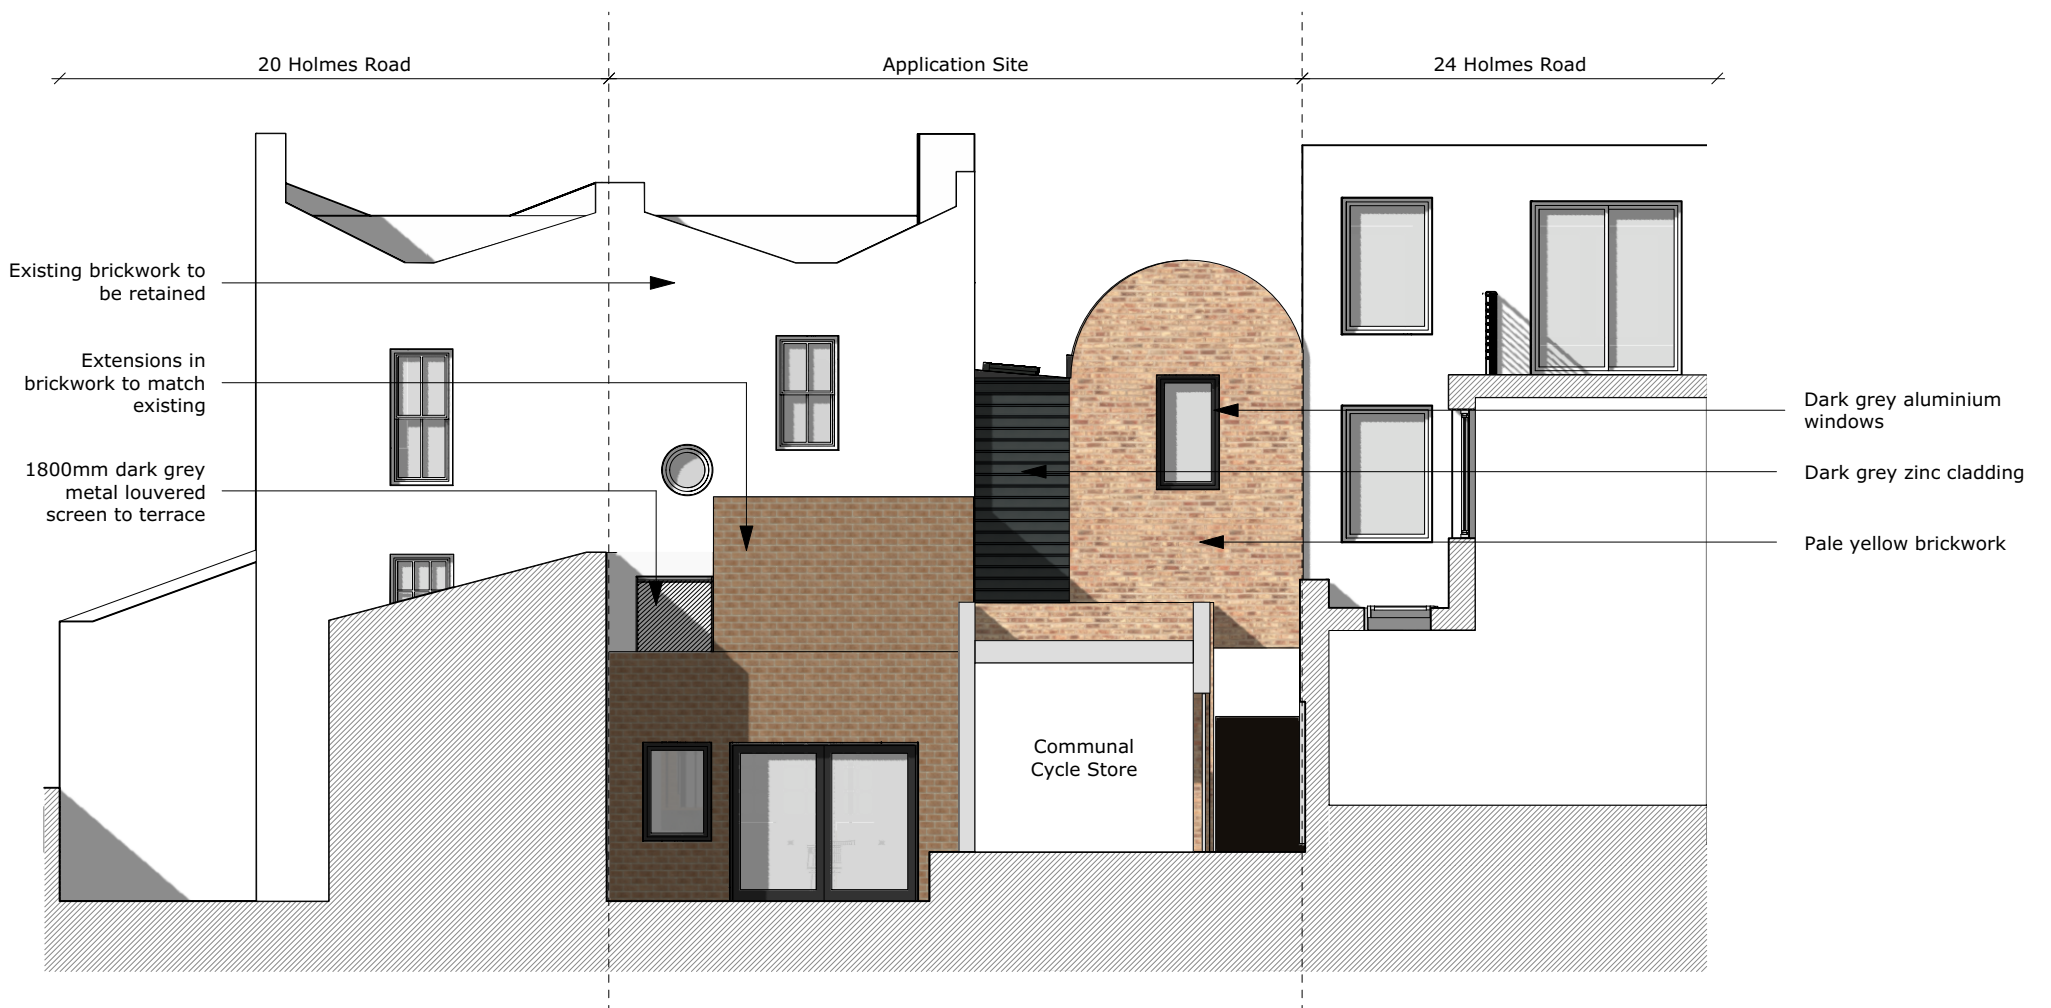 20 Holmes Road
Application Site
24 Holmes Road
Existing brickwork to
be retained
Extensions in
brickwork to match
existing
1800mm dark grey
metal louvered
screen to terrace
Dark grey aluminium
windows
Dark grey zinc cladding
Pale yellow brickwork
Communal
Cycle Store